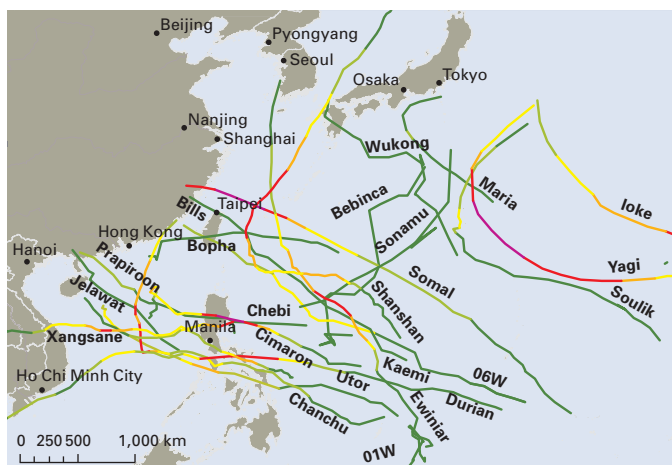 Beijing
Pyongyang
Seoul
Osaka
Tokyo
Nanjing
Shanghai
Wukong
Bebinca
Maria
Ioke
Taipei
Bills
Sonamu
Hong Kong
Bopha
Hanoi
Prapiroon
Yagi
Somal
Soulik
Jelawat
Chebi
Shanshan
Manila
Xangsane
Cimaron
Kaemi
06W
Ho Chi Minh City
Utor
Durian
Ewiniar
Chanchu
0 250 500 1,000 km
01W